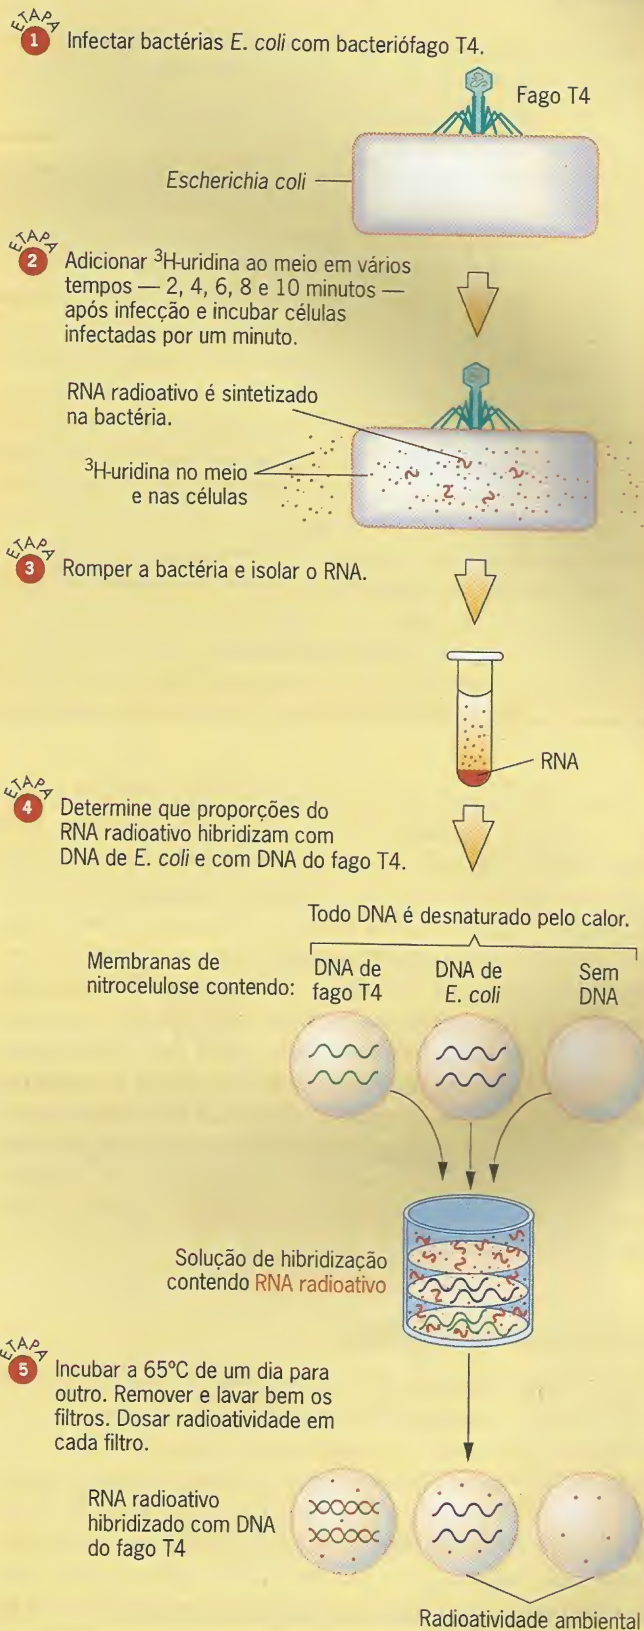 ETAPA
1
Infectar bactérias E. coli com bacteriófago T4.
Fago T4
Escherichia coli
ETAPA
2
Adicionar ³H-uridina ao meio em vários
tempos — 2, 4, 6, 8 e 10 minutos —
após infecção e incubar células
infectadas por um minuto.
RNA radioativo é sintetizado
na bactéria.
³H-uridina no meio
e nas células
ETAPA
3
Romper a bactéria e isolar o RNA.
RNA
ETAPA
4
Determine que proporções do
RNA radioativo hibridizam com
DNA de E. coli e com DNA do fago T4.
Todo DNA é desnaturado pelo calor.
Membranas de
nitrocelulose contendo:
DNA de
fago T4
DNA de
E. coli
Sem
DNA
Solução de hibridização
contendo RNA radioativo
ETAPA
5
Incubar a 65ºC de um dia para
outro. Remover e lavar bem os
filtros. Dosar radioatividade em
cada filtro.
RNA radioativo
hibridizado com DNA
do fago T4
Radioatividade ambiental